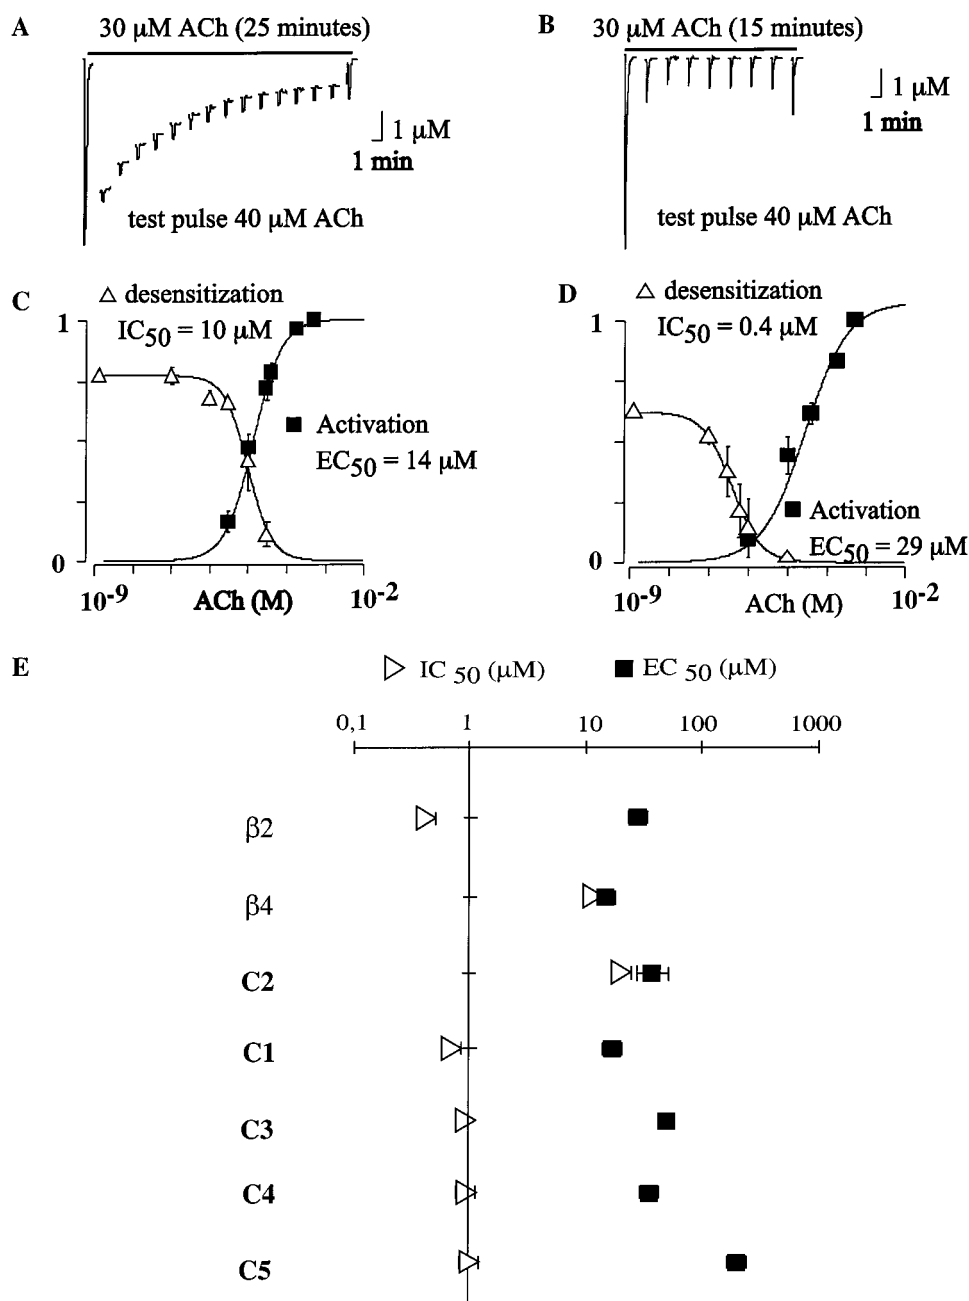 A
30 µM ACh (25 minutes)
1 µM
1 min
test pulse 40 µM ACh
B
30 µM ACh (15 minutes)
1 µM
1 min
test pulse 40 µM ACh
C
desensitization
IC50 = 10 µM
1
Activation
EC50 = 14 µM
0
10-9
ACh (M)
10-2
D
desensitization
IC50 = 0.4 µM
1
Activation
EC50 = 29 µM
0
10-9
ACh (M)
10-2
E
IC 50 (µM)
EC 50 (µM)
0,1 1 10 100 1000
β2
β4
C2
C1
C3
C4
C5